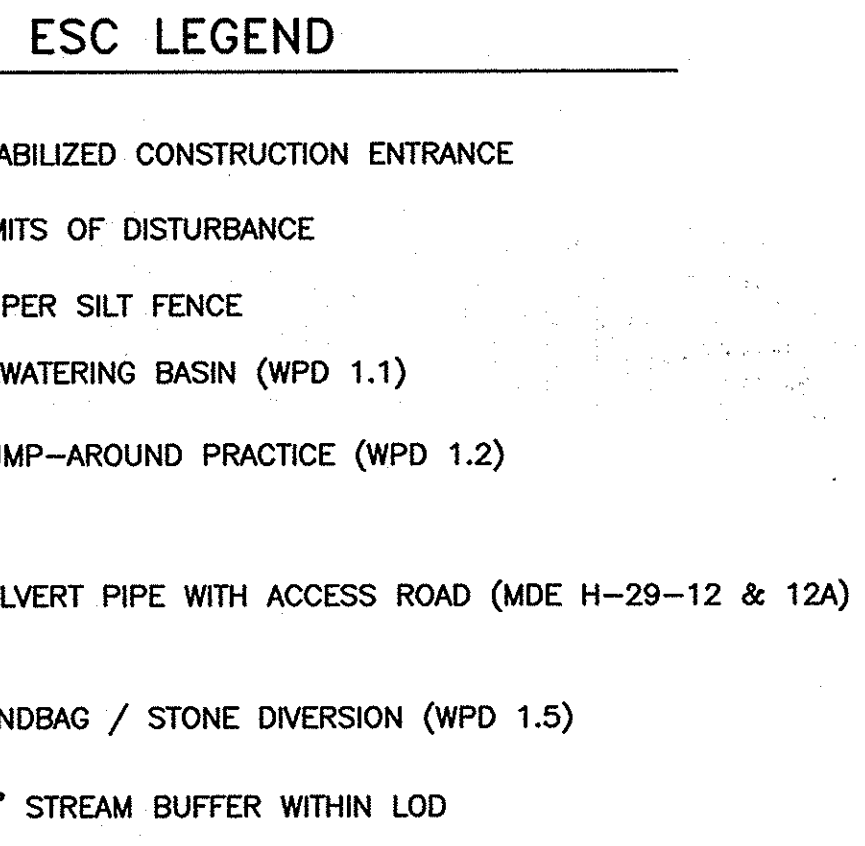 ESC LEGEND
ABILIZED CONSTRUCTION ENTRANCE
MITS OF DISTURBANCE
PER SILT FENCE
WATERING BASIN (WPD 1.1)
UMP–AROUND PRACTICE (WPD 1.2)
LVERT PIPE WITH ACCESS ROAD (MDE H–29–12 & 12A)
NDBAG / STONE DIVERSION (WPD 1.5)
' STREAM BUFFER WITHIN LOD